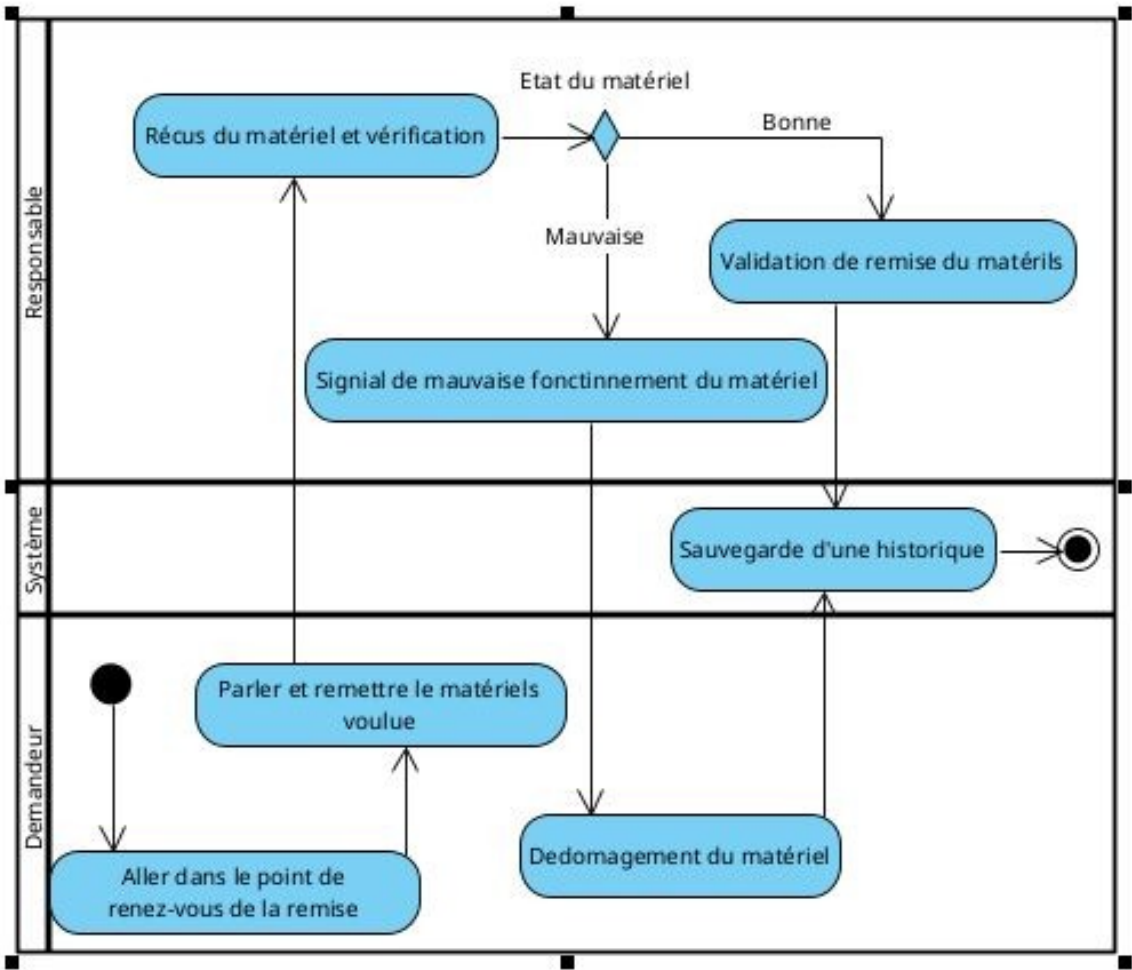 Responsable
Etat du matériel
Récus du matériel et vérification
Bonne
Mauvaise
Validation de remise du matérils
Signial de mauvaise fonctinnement du matériel
Système
Sauvegarde d'une historique
Demandeur
Parler et remettre le matériels
voulue
Aller dans le point de
renez-vous de la remise
Dedomagement du matériel